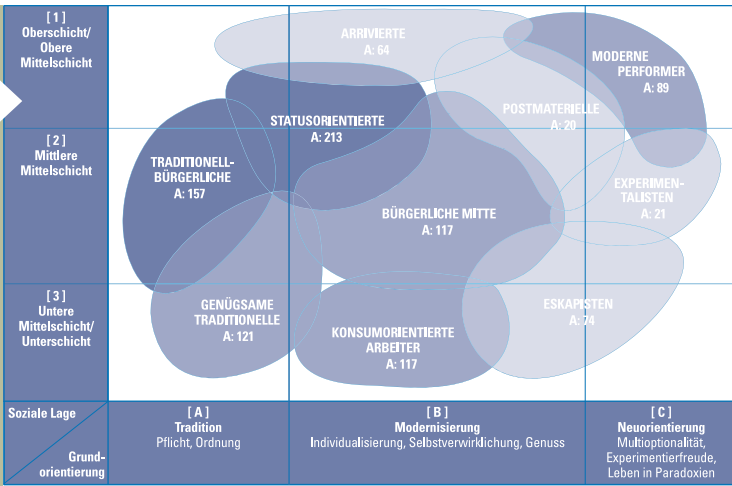 [ 1 ]
Oberschicht/
Obere
Mittelschicht
[ 2 ]
Mittlere
Mittelschicht
[ 3 ]
Untere
Mittelschicht/
Unterschicht
ARRIVIERTE
A: 64
MODERNE
PERFORMER
A: 89
STATUSORIENTIERTE
A: 213
POSTMATERIELLE
A: 20
TRADITIONELL-
BÜRGERLICHE
A: 157
EXPERIMEN-
TALISTEN
A: 21
BÜRGERLICHE MITTE
A: 117
GENÜGSAME
TRADITIONELLE
A: 121
KONSUMORIENTIERTE
ARBEITER
A: 117
ESKAPISTEN
A: 74
Soziale Lage
Grund-
orientierung
[ A ]
Tradition
Pflicht, Ordnung
[ B ]
Modernisierung
Individualisierung, Selbstverwirklichung, Genuss
[ C ]
Neuorientierung
Multioptionalität,
Experimentierfreude,
Leben in Paradoxien